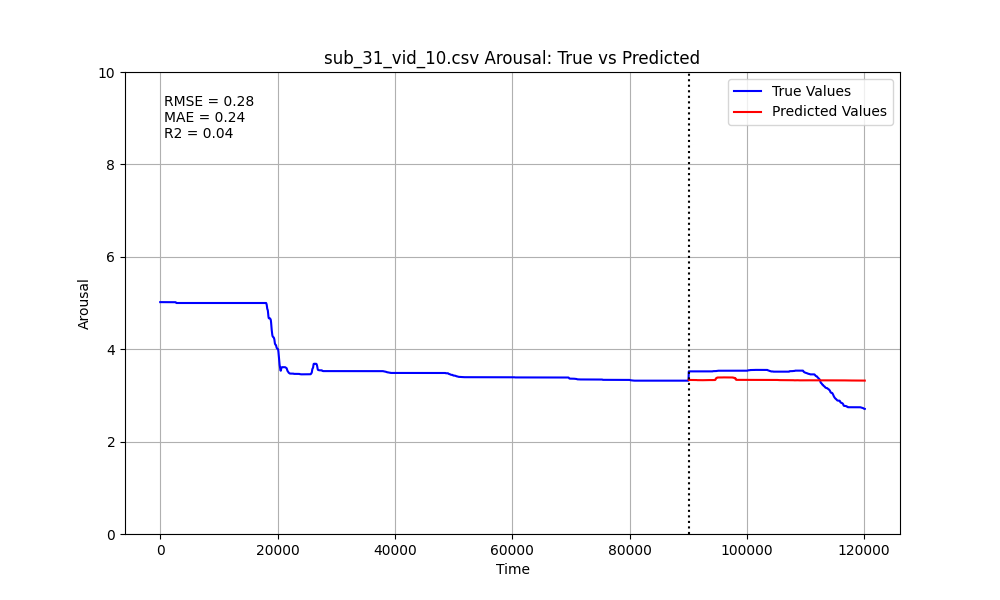 sub_31_vid_10.csv Arousal: True vs Predicted
RMSE = 0.28
MAE = 0.24
R2 = 0.04
True Values
Predicted Values
Arousal
10
8
6
4
2
0
0
20000
40000
60000
80000
100000
120000
Time